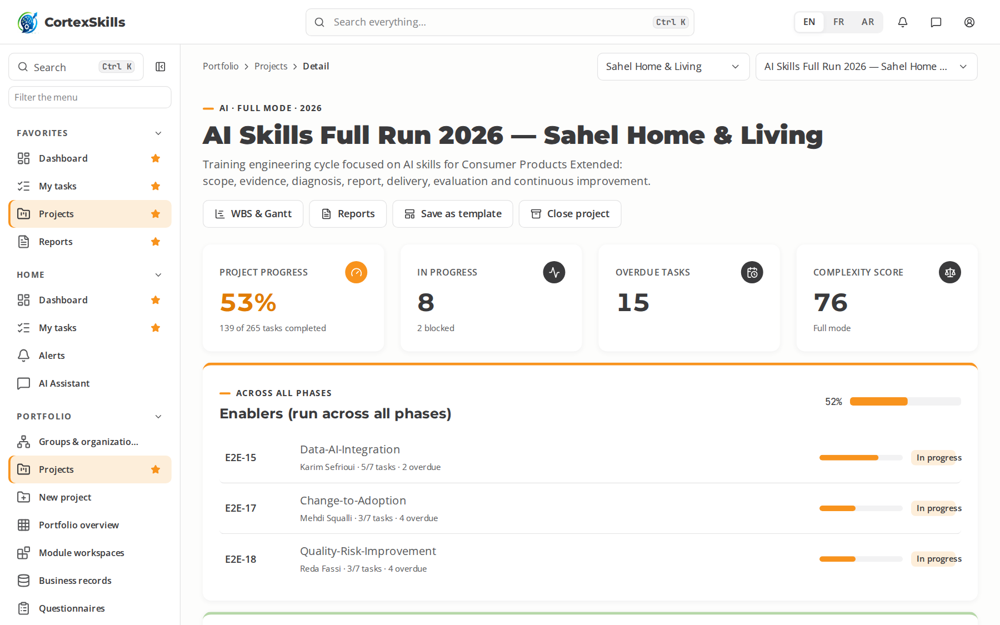 CortexSkills
Search everything...
Ctrl K
EN
FR
AR
Search
Ctrl K
Filter the menu
FAVORITES
Dashboard
My tasks
Projects
Reports
HOME
Dashboard
My tasks
Alerts
AI Assistant
PORTFOLIO
Groups & organizatio...
Projects
New project
Portfolio overview
Module workspaces
Business records
Questionnaires
Portfolio > Projects > Detail
Sahel Home & Living
AI Skills Full Run 2026 — Sahel Home ...
AI · FULL MODE · 2026
AI Skills Full Run 2026 — Sahel Home & Living
Training engineering cycle focused on AI skills for Consumer Products Extended:
scope, evidence, diagnosis, report, delivery, evaluation and continuous improvement.
WBS & Gantt
Reports
Save as template
Close project
PROJECT PROGRESS
53%
139 of 265 tasks completed
IN PROGRESS
8
2 blocked
OVERDUE TASKS
15
COMPLEXITY SCORE
76
Full mode
ACROSS ALL PHASES
Enablers (run across all phases)
52%
E2E-15
Data-AI-Integration
Karim Sefrioui · 5/7 tasks · 2 overdue
In progress
E2E-17
Change-to-Adoption
Mehdi Squalli · 3/7 tasks · 4 overdue
In progress
E2E-18
Quality-Risk-Improvement
Reda Fassi · 3/7 tasks · 4 overdue
In progress